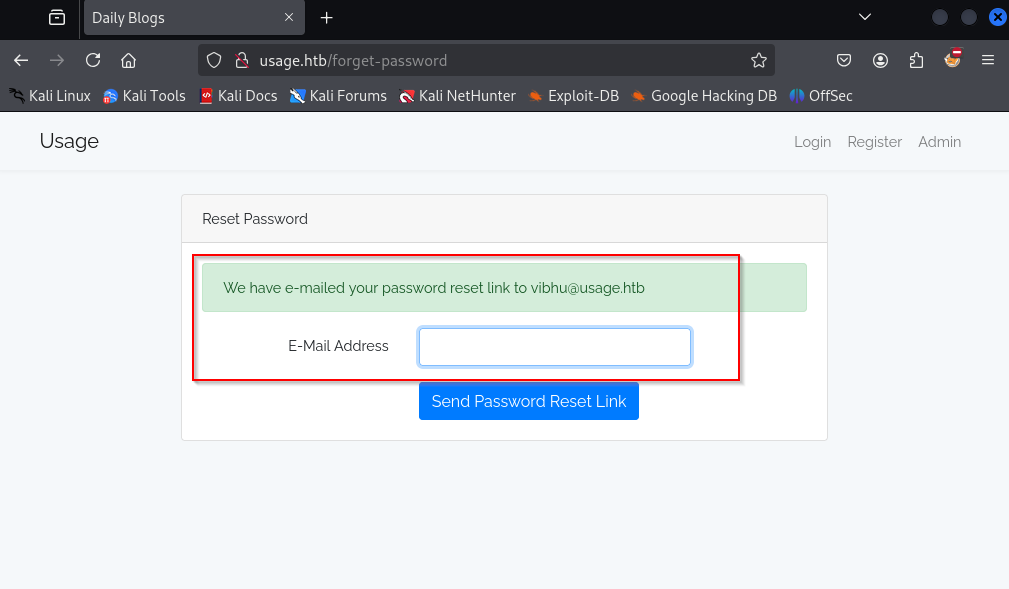 Daily Blogs
usage.htb/forget-password
Kali Linux Kali Tools Kali Docs Kali Forums Kali NetHunter Exploit-DB Google Hacking DB OffSec
Usage Login Register Admin
Reset Password
We have e-mailed your password reset link to vibhu@usage.htb
E-Mail Address
Send Password Reset Link